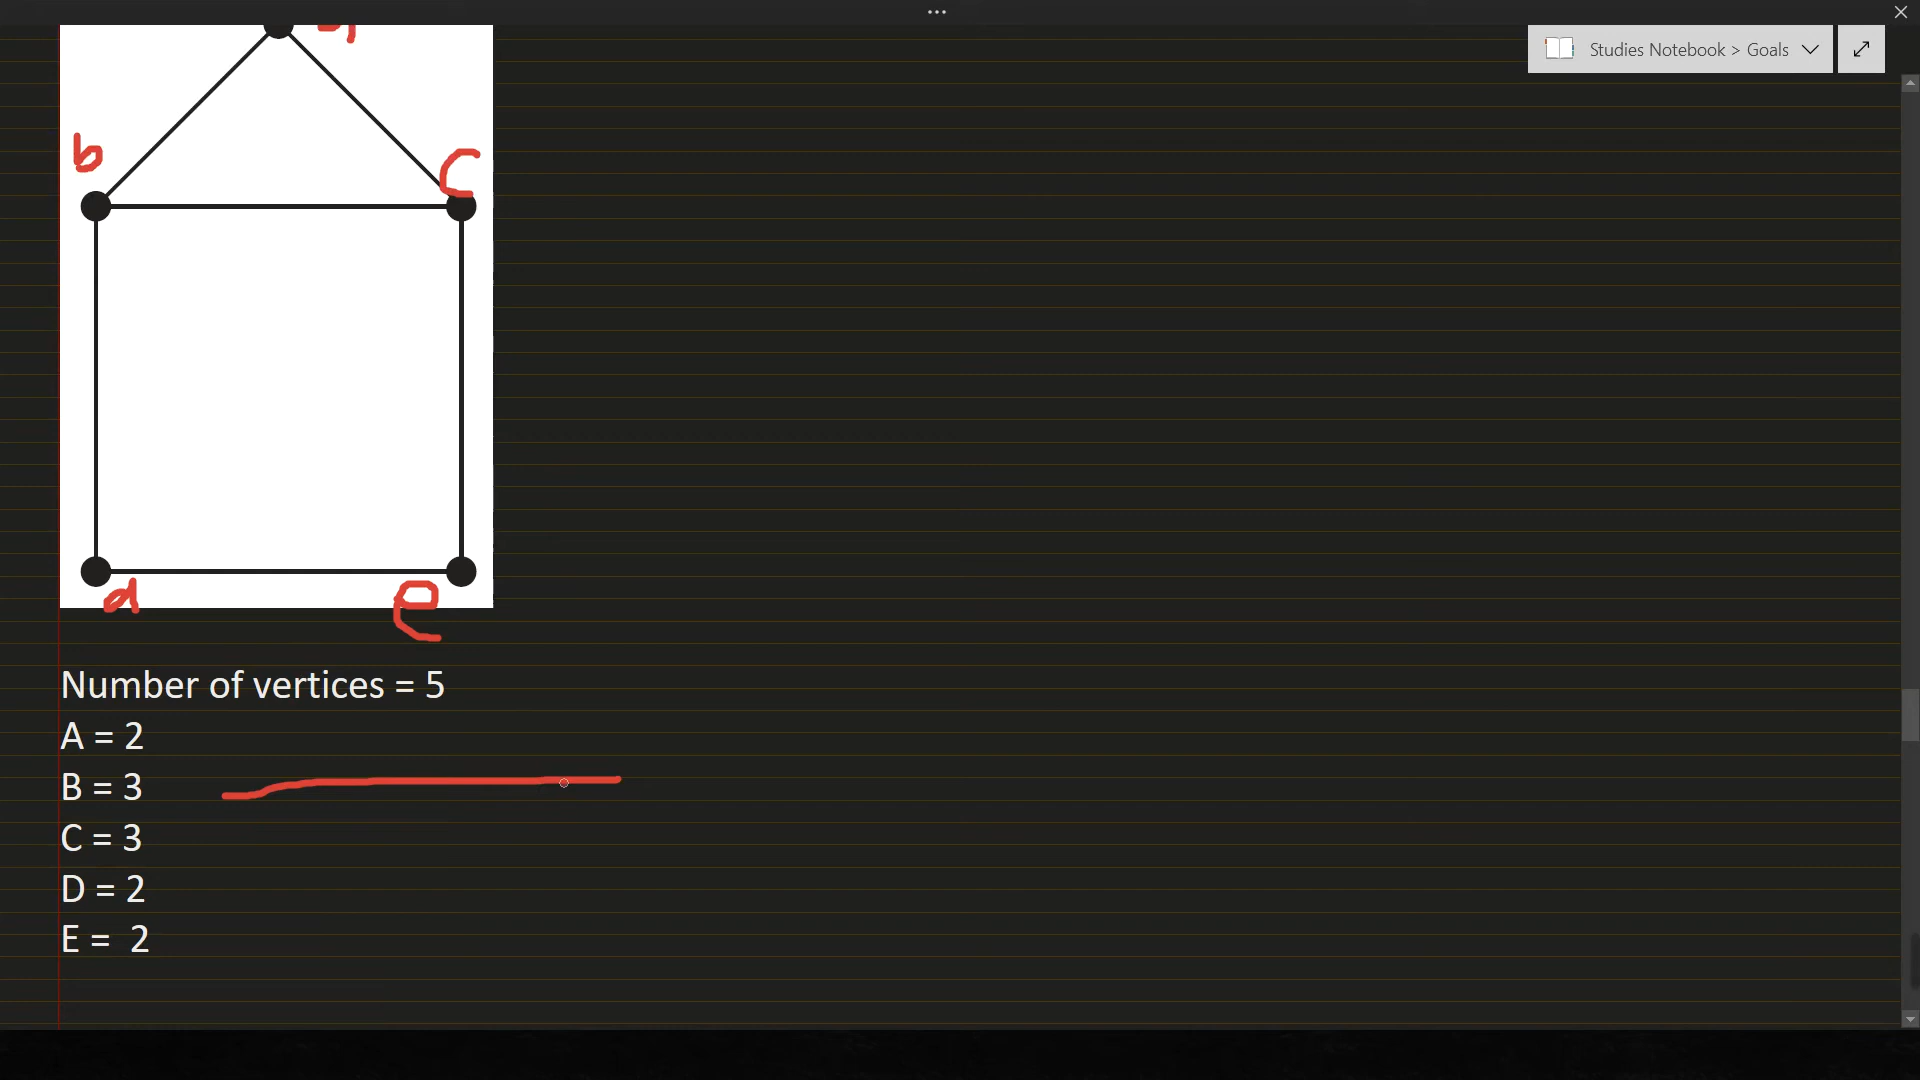 Studies Notebook > Goals
b
C
d
e
Number of vertices = 5
A = 2
B = 3
C = 3
D = 2
E = 2